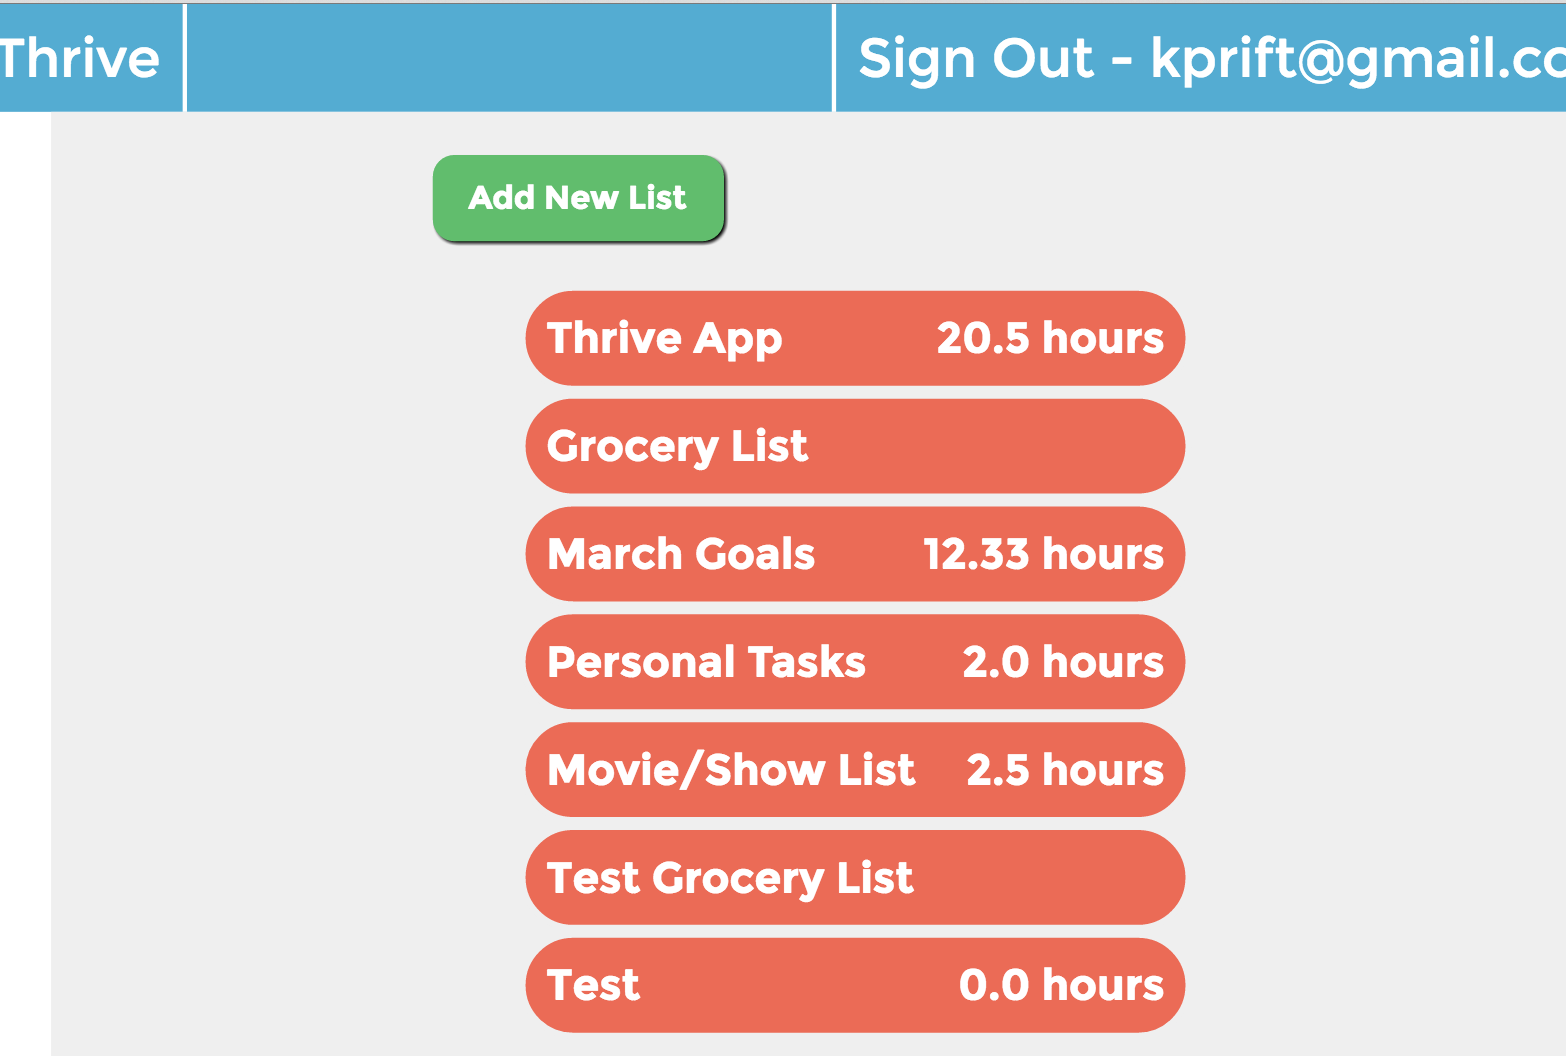 Thrive
Sign Out - kprift@gmail.co
Add New List
Thrive App 20.5 hours
Grocery List
March Goals 12.33 hours
Personal Tasks 2.0 hours
Movie/Show List 2.5 hours
Test Grocery List
Test 0.0 hours